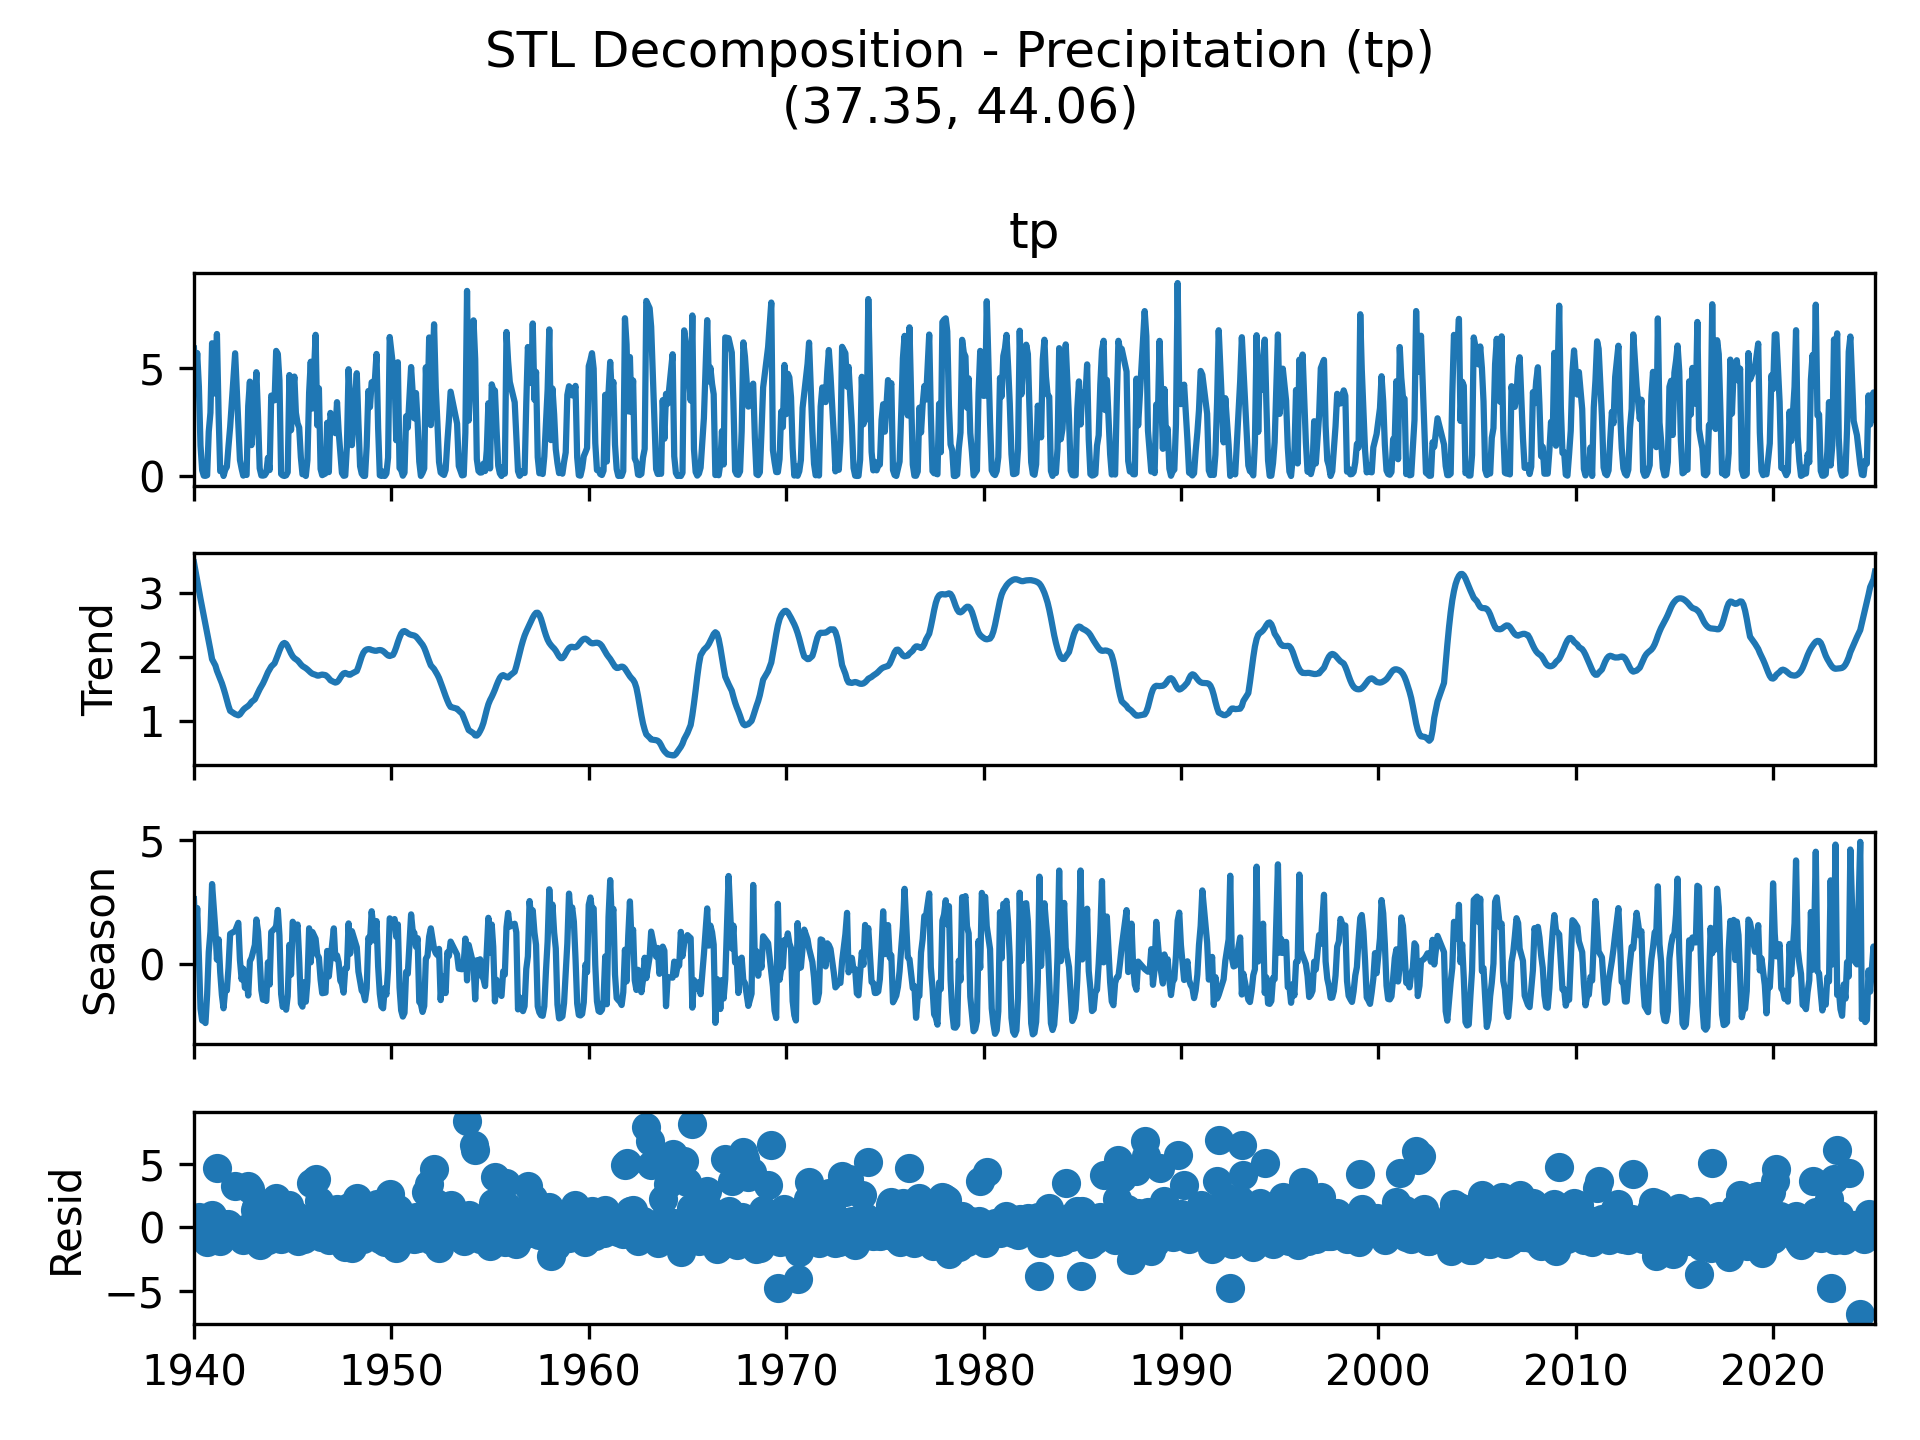 STL Decomposition - Precipitation (tp)
(37.35, 44.06)
tp
5
0
Trend
3
2
1
Season
5
0
Resid
5
0
−5
1940 1950 1960 1970 1980 1990 2000 2010 2020